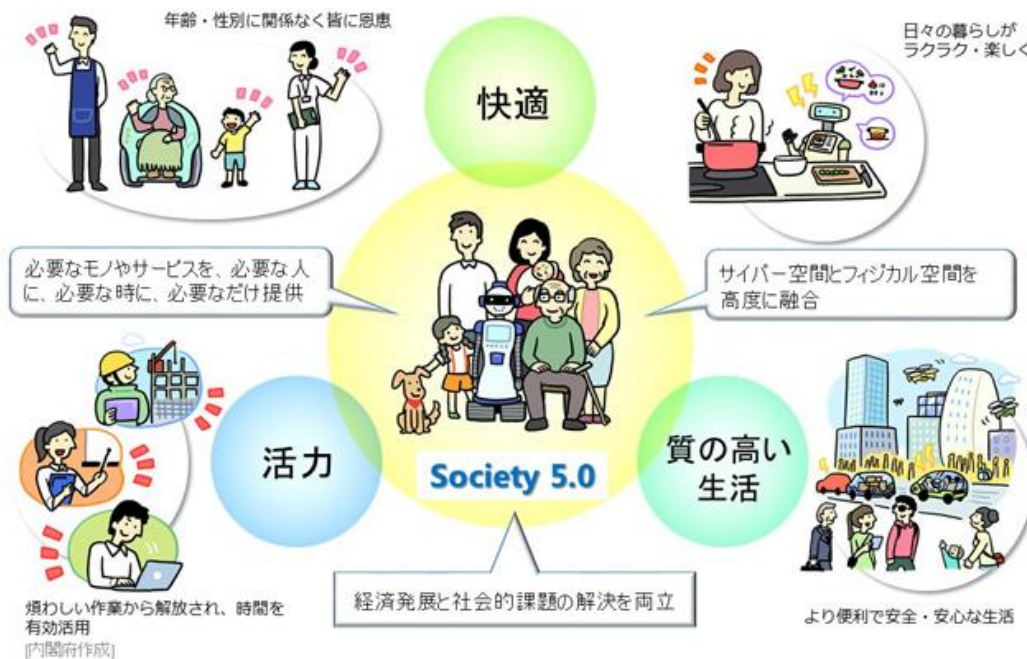 年齢・性別に関係なく皆に恩恵
快適
日々の暮らしが
ラクラク・楽しく
必要なモノやサービスを、必要な人
に、必要な時に、必要なだけ提供
サイバー空間とフィジカル空間を
高度に融合
活力
Society 5.0
質の高い
生活
経済発展と社会的課題の解決を両立
煩わしい作業から解放され、時間を
有効活用
[内閣府作成]
より便利で安全・安心な生活